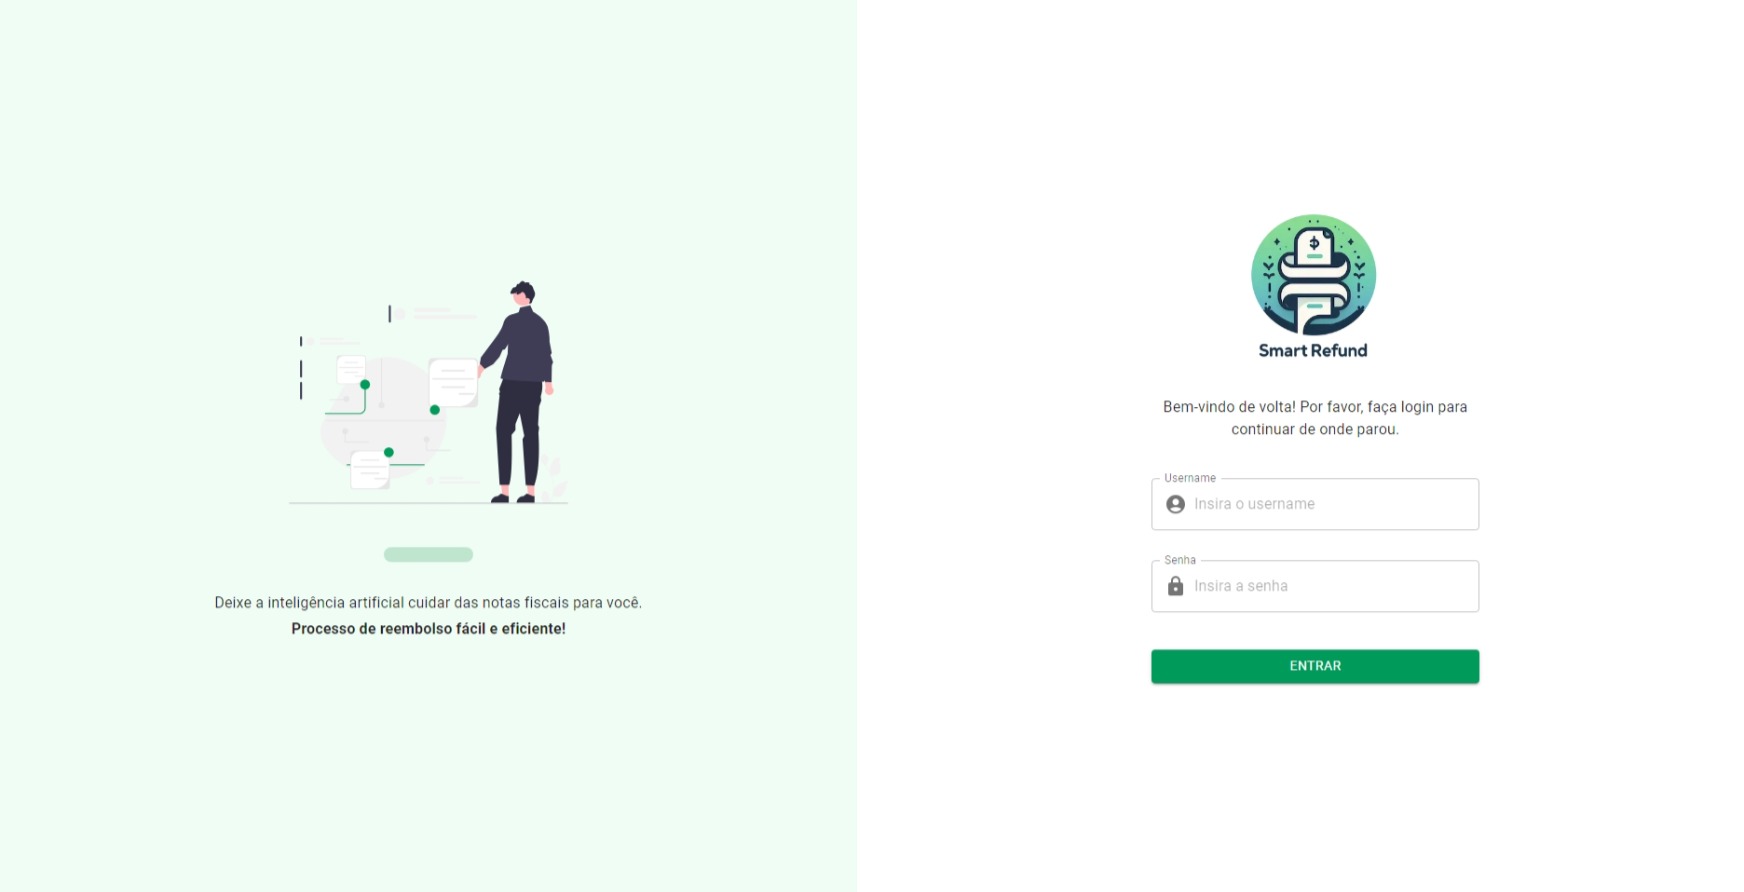 Deixe a inteligência artificial cuidar das notas fiscais para você.
Processo de reembolso fácil e eficiente!
$
Smart Refund
Bem-vindo de volta! Por favor, faça login para
continuar de onde parou.
Username
Insira o username
Senha
Insira a senha
ENTRAR